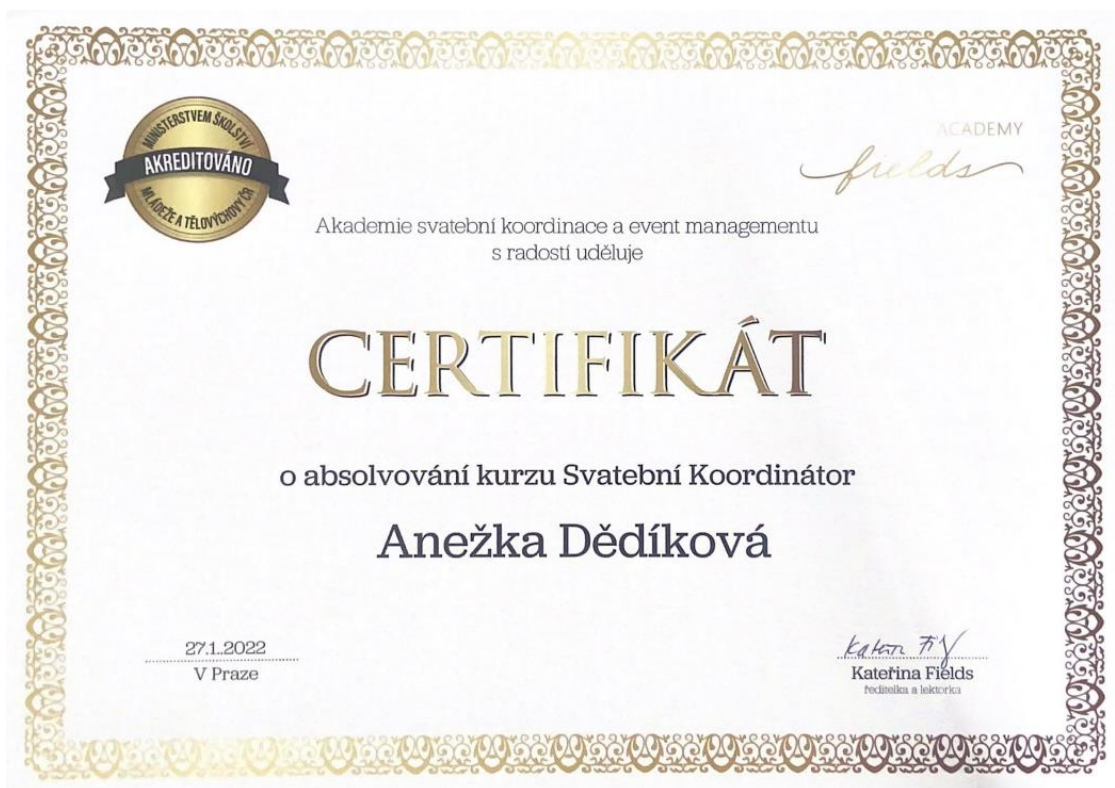 MINISTERSTVEM ŠKOLSTVÍ
AKREDITOVÁNO
MLÁDEŽE A TĚLOVÝCHOVY ČR
ACADEMY
fields
Akademie svatební koordinace a event managementu
s radostí uděluje
CERTIFIKÁT
o absolvování kurzu Svatební Koordinátor
Anežka Dědíková
27.1.2022
V Praze
Kateřina Fields
ředitelka a lektorka